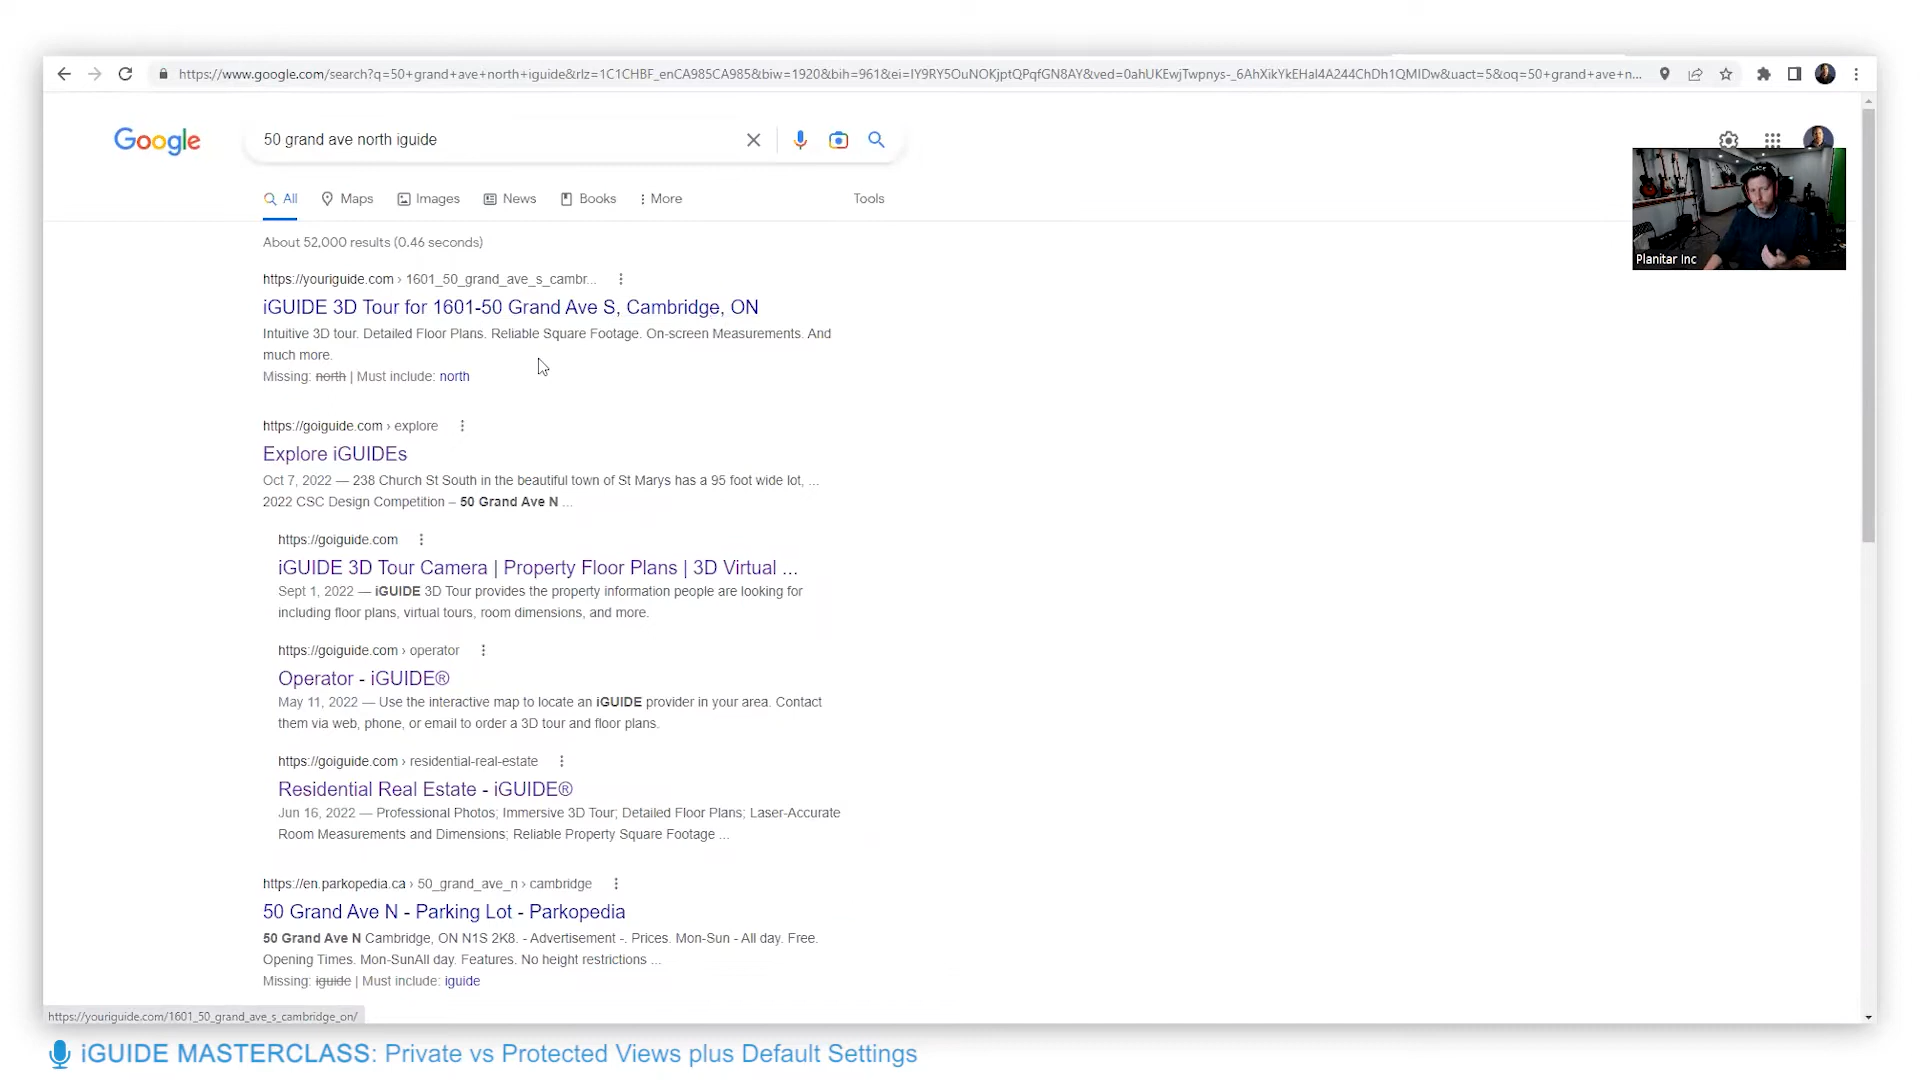 https://www.google.com/search?q=50+grand+ave+north+iguide&rlz=1C1CHBF_enCA985CA985&biw=1920&bih=961&ei=IY9RY5OuNOKjptQPqfGN8AY&ved=0ahUKEwjTwpnys-_6AhXikYkEHal4A244ChDh1QMIDw&uact=5&oq=50+grand+ave+n...
Google
50 grand ave north iguide
All Maps Images News Books More Tools
Planitar Inc
About 52,000 results (0.46 seconds)
https://youriguide.com › 1601_50_grand_ave_s_cambr...
iGUIDE 3D Tour for 1601-50 Grand Ave S, Cambridge, ON
Intuitive 3D tour. Detailed Floor Plans. Reliable Square Footage. On-screen Measurements. And
much more.
Missing: north | Must include: north
https://goiguide.com › explore
Explore iGUIDEs
Oct 7, 2022 — 238 Church St South in the beautiful town of St Marys has a 95 foot wide lot, ...
2022 CSC Design Competition – 50 Grand Ave N ...
https://goiguide.com
iGUIDE 3D Tour Camera | Property Floor Plans | 3D Virtual ...
Sept 1, 2022 — iGUIDE 3D Tour provides the property information people are looking for
including floor plans, virtual tours, room dimensions, and more.
https://goiguide.com › operator
Operator - iGUIDE®
May 11, 2022 — Use the interactive map to locate an iGUIDE provider in your area. Contact
them via web, phone, or email to order a 3D tour and floor plans.
https://goiguide.com › residential-real-estate
Residential Real Estate - iGUIDE®
Jun 16, 2022 — Professional Photos; Immersive 3D Tour; Detailed Floor Plans; Laser-Accurate
Room Measurements and Dimensions; Reliable Property Square Footage ...
https://en.parkopedia.ca › 50_grand_ave_n › cambridge
50 Grand Ave N - Parking Lot - Parkopedia
50 Grand Ave N Cambridge, ON N1S 2K8. - Advertisement -. Prices. Mon-Sun - All day. Free.
Opening Times. Mon-SunAll day. Features. No height restrictions ...
Missing: iguide | Must include: iguide
https://youriguide.com/1601_50_grand_ave_s_cambridge_on/
iGUIDE MASTERCLASS: Private vs Protected Views plus Default Settings